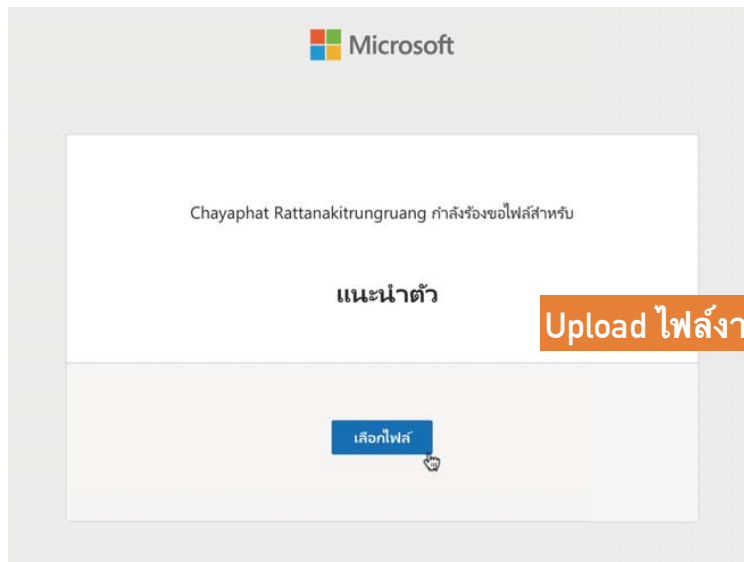 Microsoft
Chayaphat Rattanakitrungruang กำลังร้องขอไฟล์สำหรับ
แนะนำตัว
Upload ไฟล์งา
เลือกไฟล์